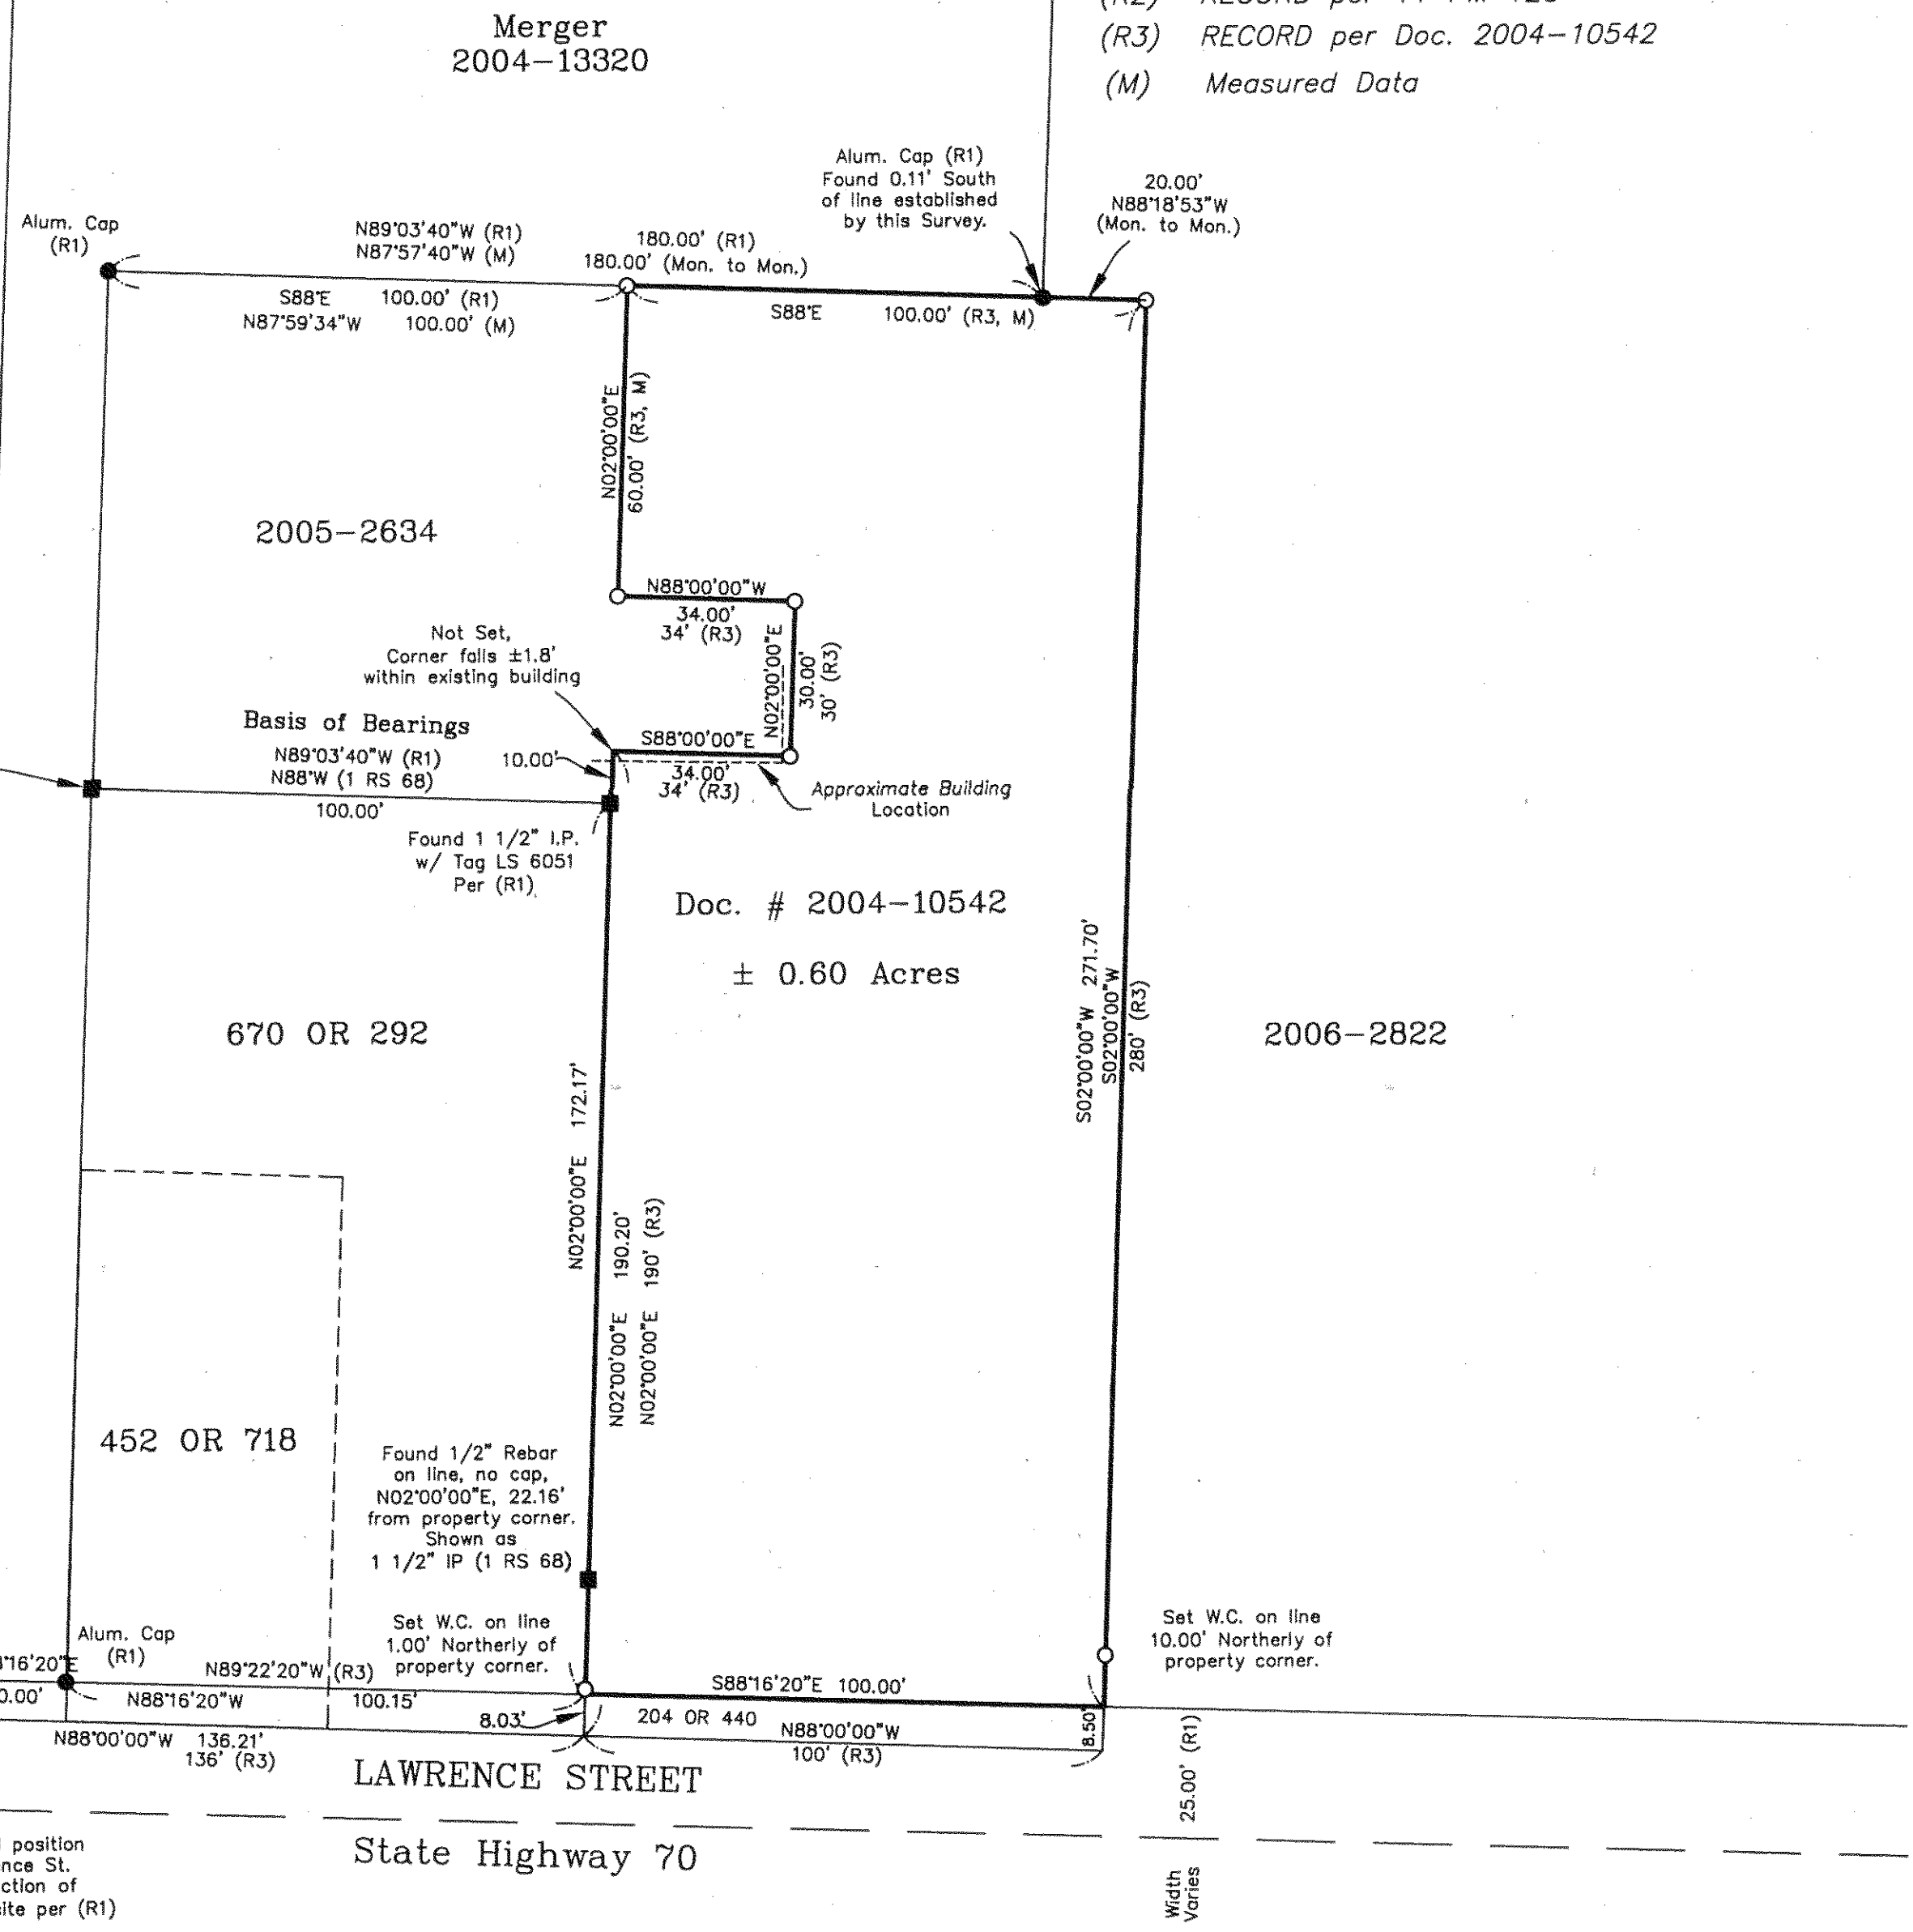 Merger
2004-13320
(R3) RECORD per Doc. 2004-10542
(M) Measured Data
Alum. Cap (R1)
Found 0.11' South
of line established
by this Survey.
20.00'
N88°18'53"W
(Mon. to Mon.)
Alum. Cap
(R1)
N89°03'40"W (R1)
N87°57'40"W (M)
180.00' (R1)
180.00' (Mon. to Mon.)
S88°E 100.00' (R1)
N87°59'34"W 100.00' (M)
S88°E 100.00' (R3, M)
N02°00'00"E
60.00' (R3, M)
2005-2634
N88°00'00"W
34.00'
34' (R3)
Not Set,
Corner falls ±1.8'
within existing building
N02°00'00"E
30.00'
30' (R3)
Basis of Bearings
N89°03'40"W (R1)
N88°W (1 RS 68)
100.00'
10.00'
S88°00'00"E
34.00'
34' (R3)
Approximate Building
Location
Found 1 1/2" I.P.
w/ Tag LS 6051
Per (R1)
Doc. # 2004-10542
± 0.60 Acres
S02°00'00"W 271.70'
S02°00'00"W
280' (R3)
670 OR 292
2006-2822
N02°00'00"E 172.17'
N02°00'00"E 190.20'
N02°00'00"E 190' (R3)
452 OR 718
Found 1/2" Rebar
on line, no cap,
N02°00'00"E, 22.16'
from property corner.
Shown as
1 1/2" IP (1 RS 68)
Set W.C. on line
1.00' Northerly of
property corner.
Set W.C. on line
10.00' Northerly of
property corner.
Alum. Cap
(R1)
16'20"E
0.00'
N89°22'20"W (R3)
N88°16'20"W 100.15'
S88°16'20"E 100.00'
8.03'
204 OR 440
N88°00'00"W
100' (R3)
8.50'
N88°00'00"W 136.21'
136' (R3)
25.00' (R1)
LAWRENCE STREET
State Highway 70
Width
Varies
position
nce St.
ction of
ite per (R1)